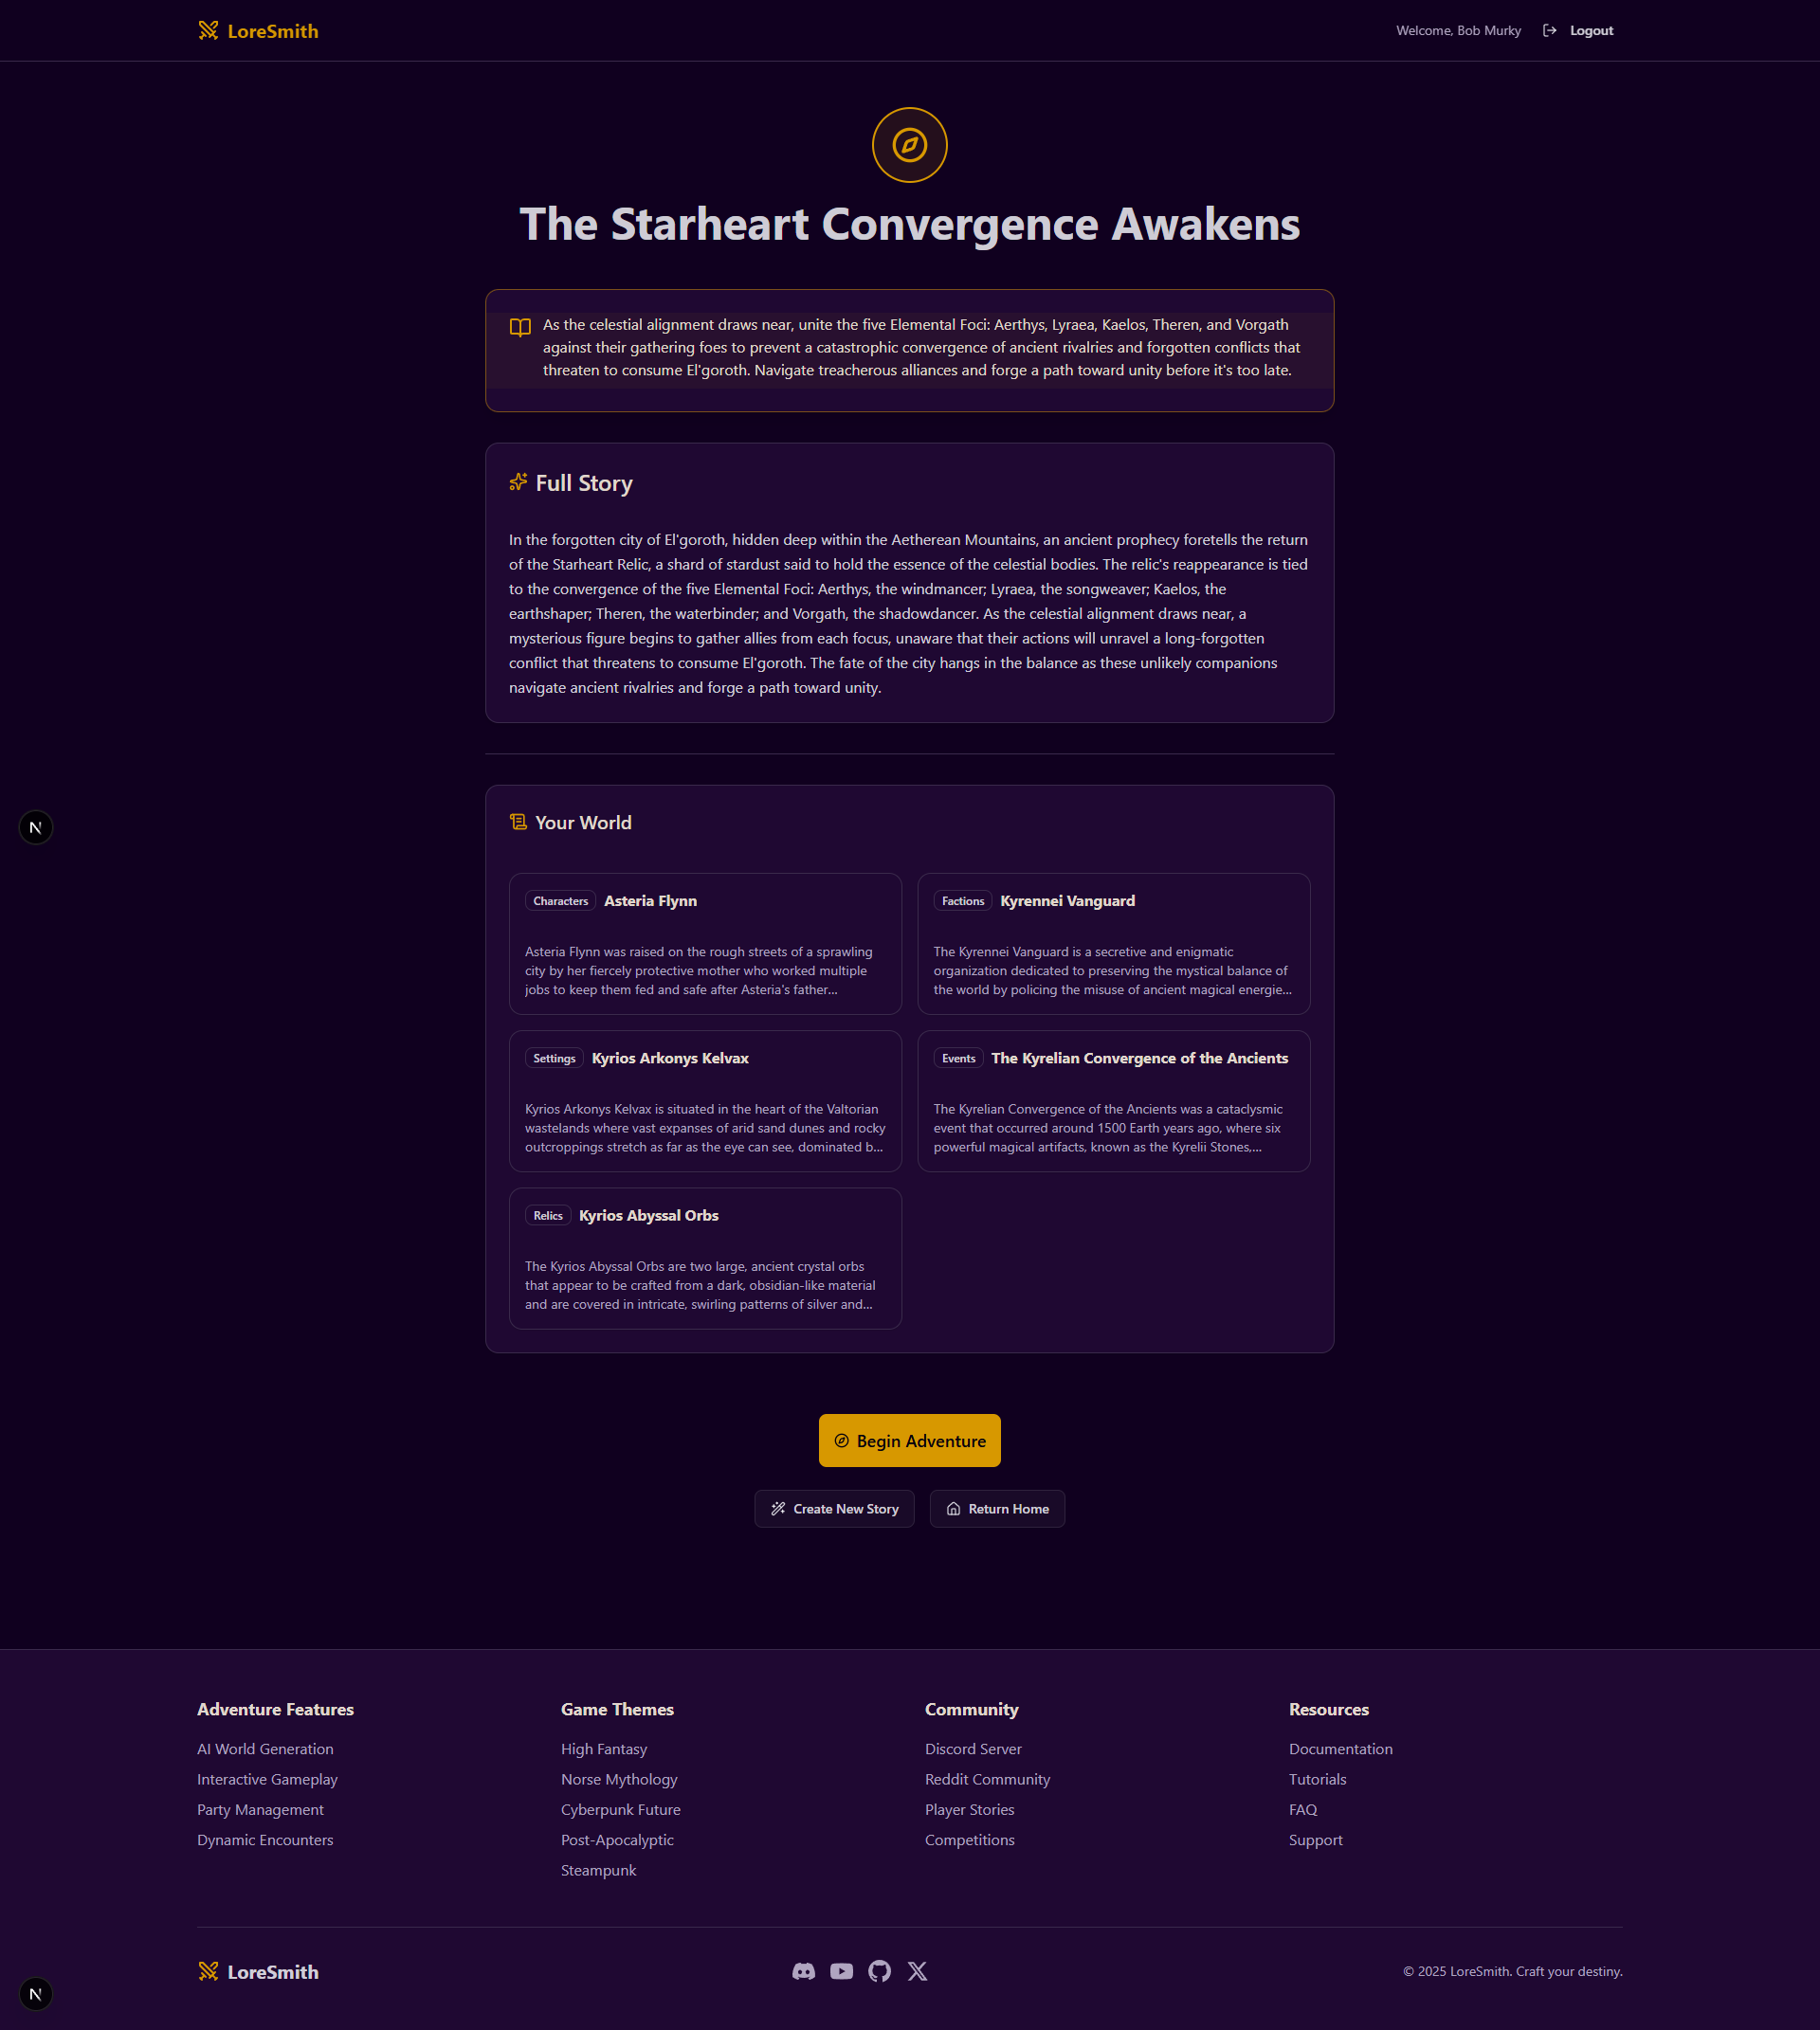 LoreSmith
Welcome, Bob Murky
Logout
The Starheart Convergence Awakens
As the celestial alignment draws near, unite the five Elemental Foci: Aerthys, Lyraea, Kaelos, Theren, and Vorgath
against their gathering foes to prevent a catastrophic convergence of ancient rivalries and forgotten conflicts that
threaten to consume El'goroth. Navigate treacherous alliances and forge a path toward unity before it's too late.
Full Story
In the forgotten city of El'goroth, hidden deep within the Aetherean Mountains, an ancient prophecy foretells the return
of the Starheart Relic, a shard of stardust said to hold the essence of the celestial bodies. The relic's reappearance is tied
to the convergence of the five Elemental Foci: Aerthys, the windmancer; Lyraea, the songweaver; Kaelos, the
earthshaper; Theren, the waterbinder; and Vorgath, the shadowdancer. As the celestial alignment draws near, a
mysterious figure begins to gather allies from each focus, unaware that their actions will unravel a long-forgotten
conflict that threatens to consume El'goroth. The fate of the city hangs in the balance as these unlikely companions
navigate ancient rivalries and forge a path toward unity.
Your World
Characters Asteria Flynn
Asteria Flynn was raised on the rough streets of a sprawling
city by her fiercely protective mother who worked multiple
jobs to keep them fed and safe after Asteria's father...
Factions Kyrennei Vanguard
The Kyrennei Vanguard is a secretive and enigmatic
organization dedicated to preserving the mystical balance of
the world by policing the misuse of ancient magical energie...
Settings Kyrios Arkonys Kelvax
Kyrios Arkonys Kelvax is situated in the heart of the Valtorian
wastelands where vast expanses of arid sand dunes and rocky
outcroppings stretch as far as the eye can see, dominated b...
Events The Kyrelian Convergence of the Ancients
The Kyrelian Convergence of the Ancients was a cataclysmic
event that occurred around 1500 Earth years ago, where six
powerful magical artifacts, known as the Kyrelii Stones,...
Relics Kyrios Abyssal Orbs
The Kyrios Abyssal Orbs are two large, ancient crystal orbs
that appear to be crafted from a dark, obsidian-like material
and are covered in intricate, swirling patterns of silver and...
N
Begin Adventure
Create New Story
Return Home
Adventure Features
AI World Generation
Interactive Gameplay
Party Management
Dynamic Encounters
Game Themes
High Fantasy
Norse Mythology
Cyberpunk Future
Post-Apocalyptic
Steampunk
Community
Discord Server
Reddit Community
Player Stories
Competitions
Resources
Documentation
Tutorials
FAQ
Support
LoreSmith
© 2025 LoreSmith. Craft your destiny.
N